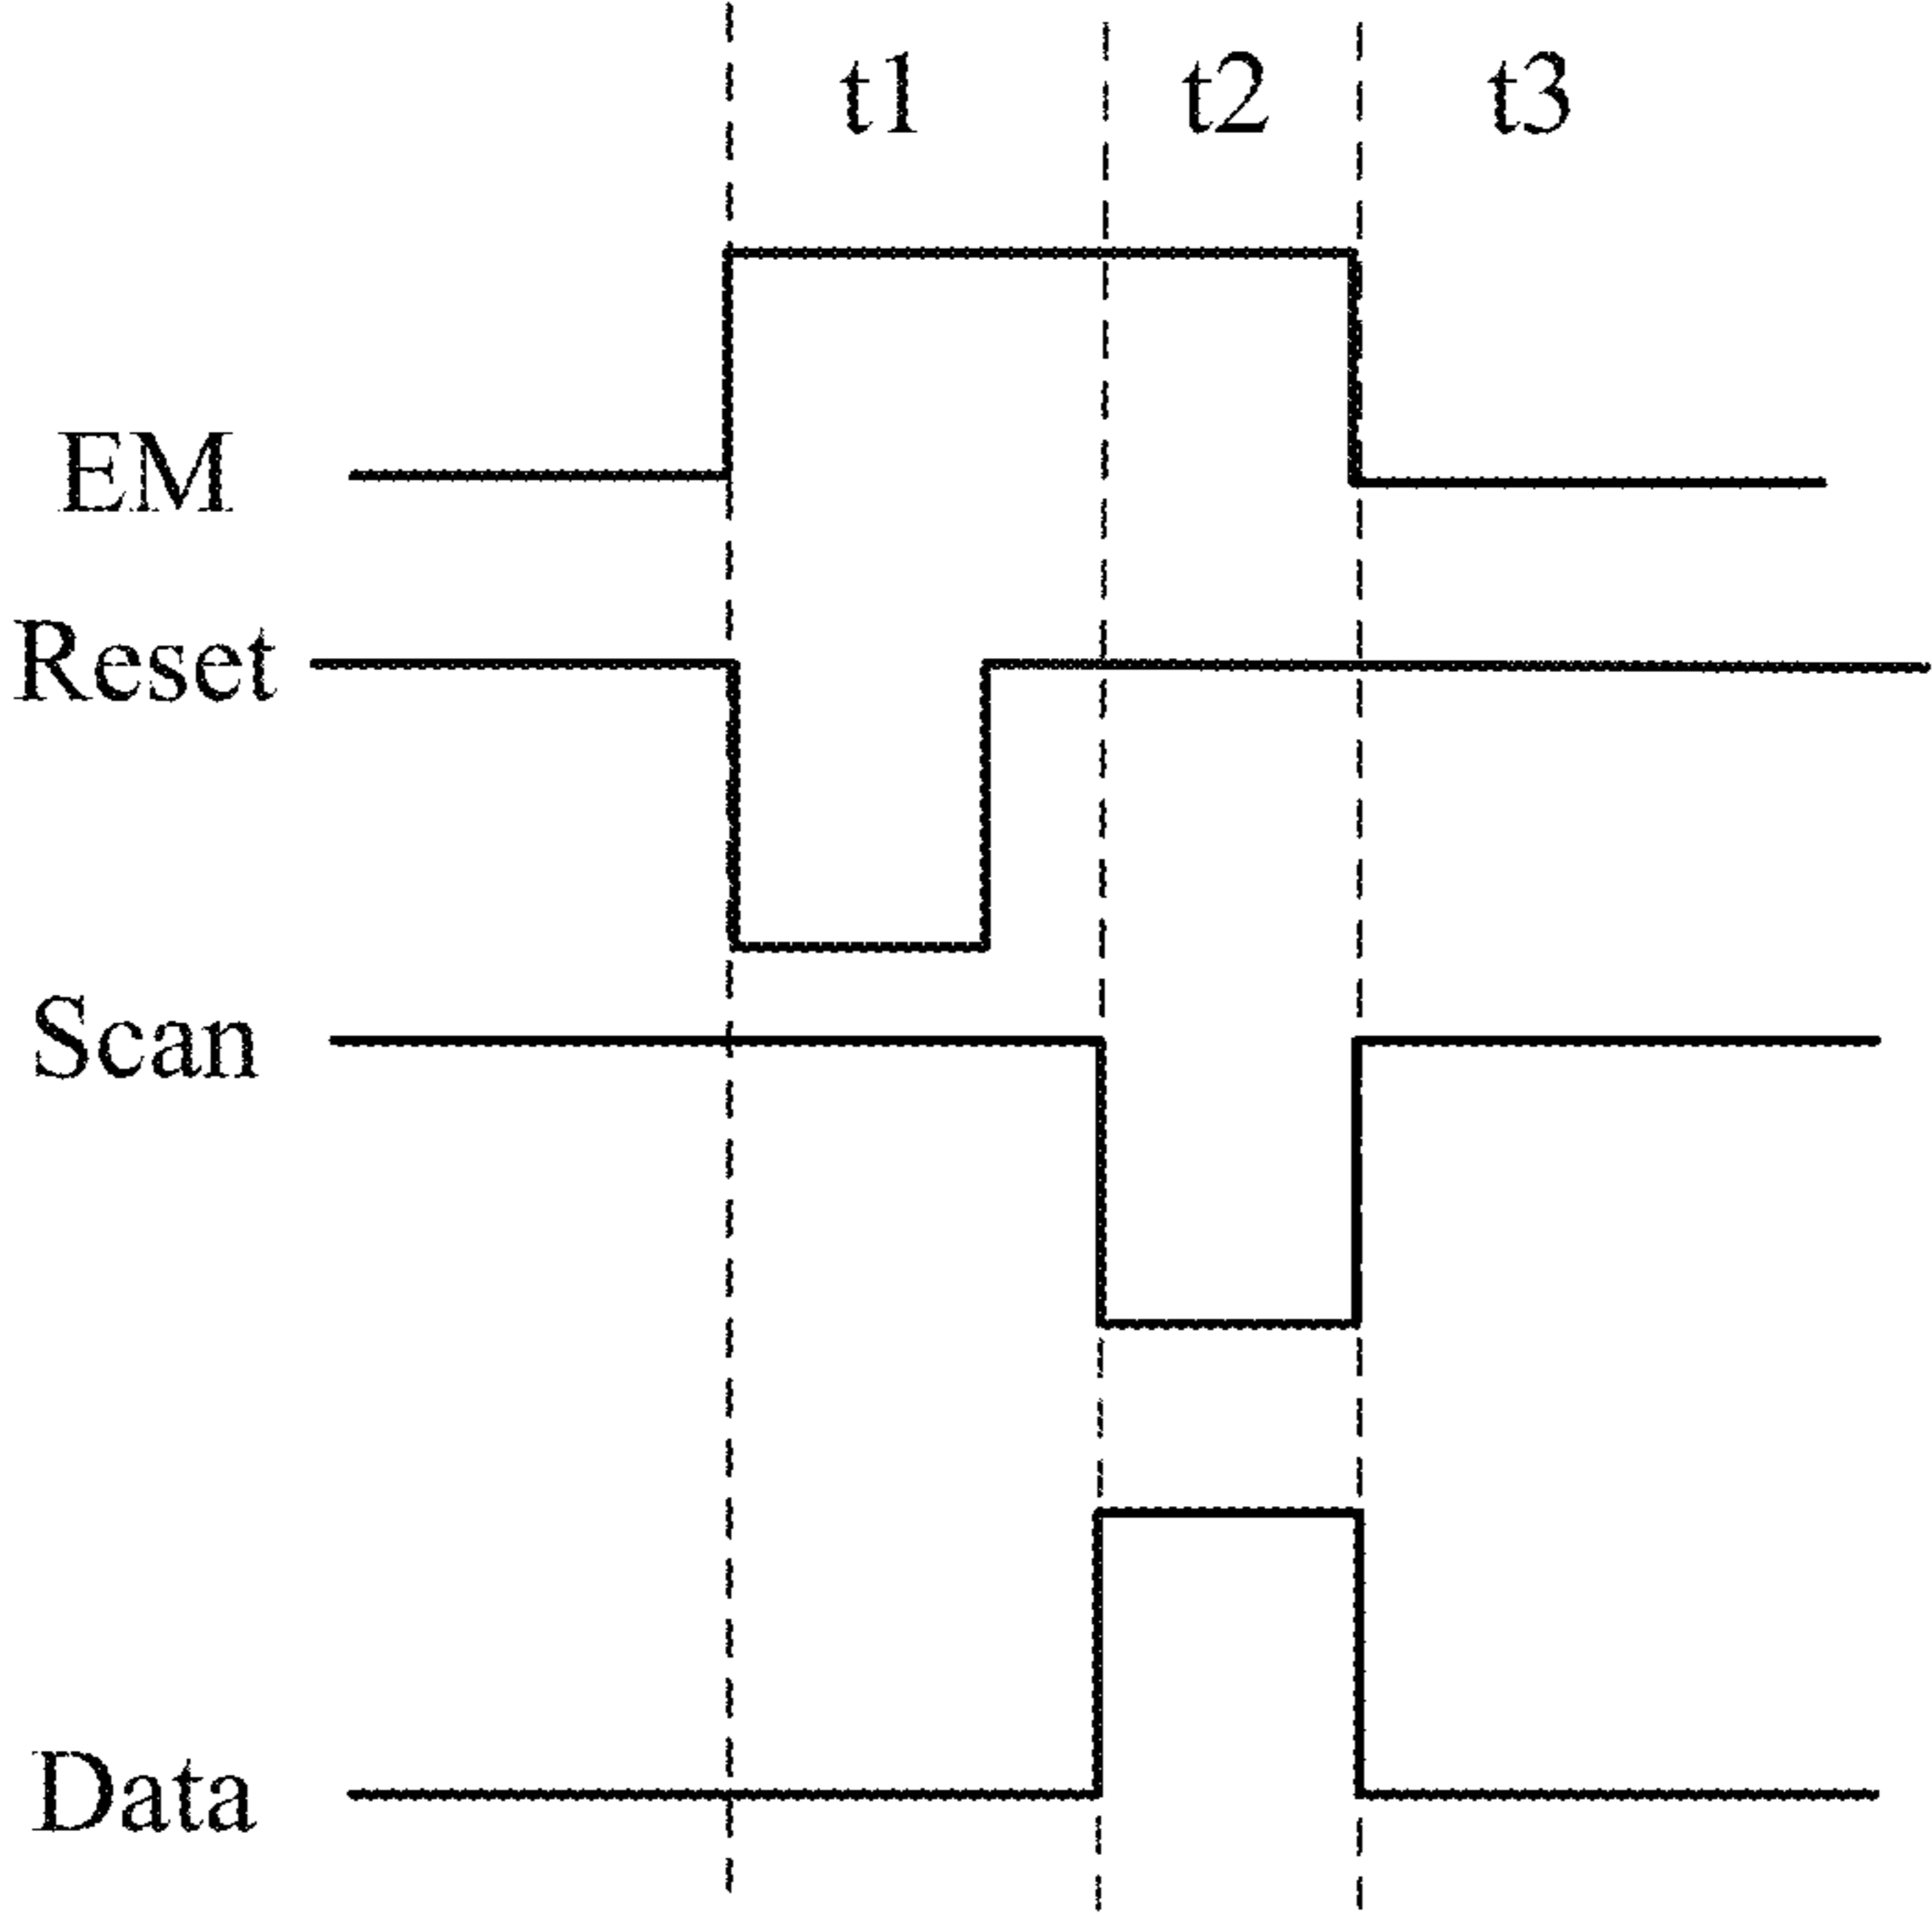 t1 t2 t3
EM
Reset
Scan
Data